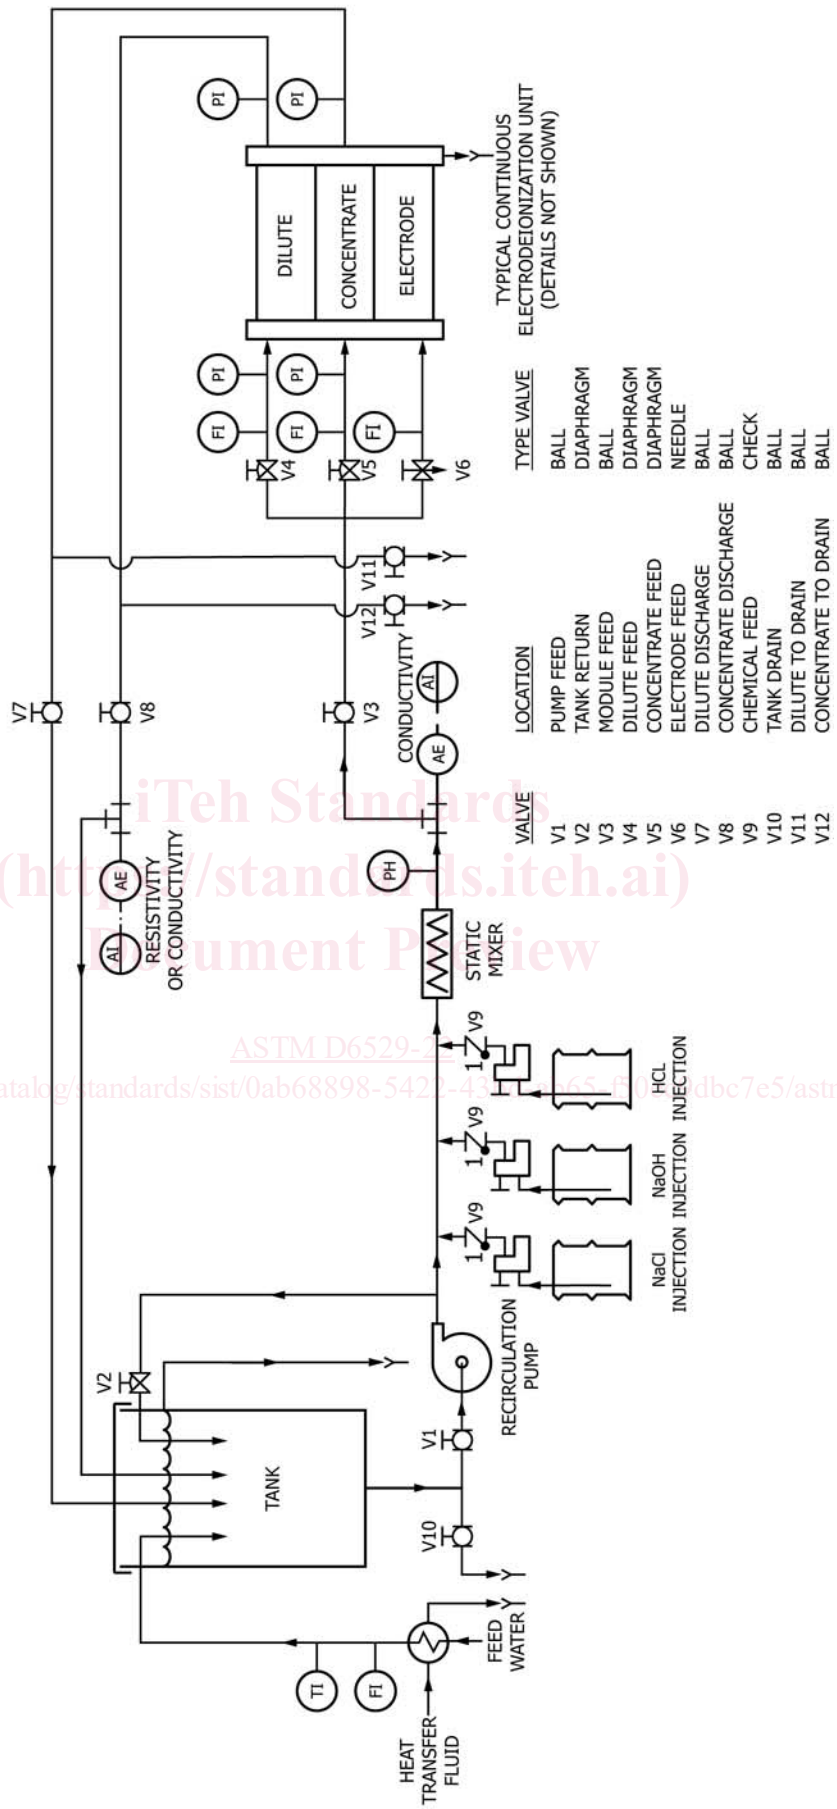 PI
PI
DILUTE
CONCENTRATE
ELECTRODE
TYPICAL CONTINUOUS
ELECTRODEIONIZATION UNIT
(DETAILS NOT SHOWN)
PI
PI
FI
FI
FI
V4
V5
V6
V11
V12
V7
V8
V3
CONDUCTIVITY
AI
AE
AE
AI
RESISTIVITY
OR CONDUCTIVITY
PH
STATIC
MIXER
V9
1
V9
1
V9
1
HCL
INJECTION
NaOH
INJECTION
NaCl
INJECTION
RECIRCULATION
PUMP
V2
V1
V10
TANK
TI
FI
FEED
WATER
HEAT
TRANSFER
FLUID
VALVE LOCATION TYPE VALVE
V1 PUMP FEED BALL
V2 TANK RETURN DIAPHRAGM
V3 MODULE FEED BALL
V4 DILUTE FEED DIAPHRAGM
V5 CONCENTRATE FEED DIAPHRAGM
V6 ELECTRODE FEED NEEDLE
V7 DILUTE DISCHARGE BALL
V8 CONCENTRATE DISCHARGE BALL
V9 CHEMICAL FEED CHECK
V10 TANK DRAIN BALL
V11 DILUTE TO DRAIN BALL
V12 CONCENTRATE TO DRAIN BALL
iTeh Standards
(https://standards.iteh.ai)
Document Preview
ASTM D6529-22